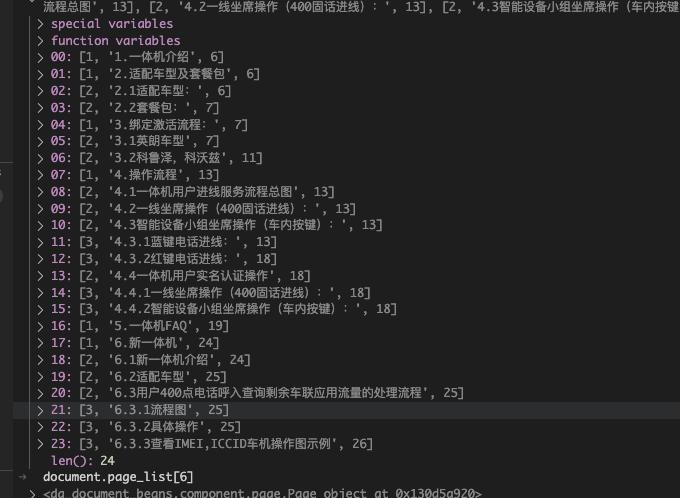 流程总图', 13], [2, '4.2一线坐席操作（400固话进线）: ', 13], [2, '4.3智能设备小组坐席操作（车内按键
> special variables
> function variables
> 00: [1, '1.一体机介绍', 6]
> 01: [1, '2.适配车型及套餐包', 6]
> 02: [2, '2.1适配车型: ', 6]
> 03: [2, '2.2套餐包: ', 7]
> 04: [1, '3.绑定激活流程: ', 7]
> 05: [2, '3.1英朗车型', 7]
> 06: [2, '3.2科鲁泽，科沃兹', 11]
> 07: [1, '4.操作流程', 13]
> 08: [2, '4.1一体机用户进线服务流程总图', 13]
> 09: [2, '4.2一线坐席操作（400固话进线）: ', 13]
> 10: [2, '4.3智能设备小组坐席操作（车内按键）: ', 13]
> 11: [3, '4.3.1蓝键电话进线: ', 13]
> 12: [3, '4.3.2红键电话进线: ', 18]
> 13: [2, '4.4一体机用户实名认证操作', 18]
> 14: [3, '4.4.1一线坐席操作（400固话进线）: ', 18]
> 15: [3, '4.4.2智能设备小组坐席操作（车内按键）: ', 18]
> 16: [1, '5.一体机FAQ', 19]
> 17: [1, '6.新一体机', 24]
> 18: [2, '6.1新一体机介绍', 24]
> 19: [2, '6.2适配车型', 25]
> 20: [2, '6.3用户400点电话呼入查询剩余车联应用流量的处理流程', 25]
> 21: [3, '6.3.1流程图', 25]
> 22: [3, '6.3.2具体操作', 25]
> 23: [3, '6.3.3查看IMEI,ICCID车机操作图示例', 26]
len(): 24
→ document.page_list[6]
> <da_document_beans.component.page.Page object at 0x130d5a920>